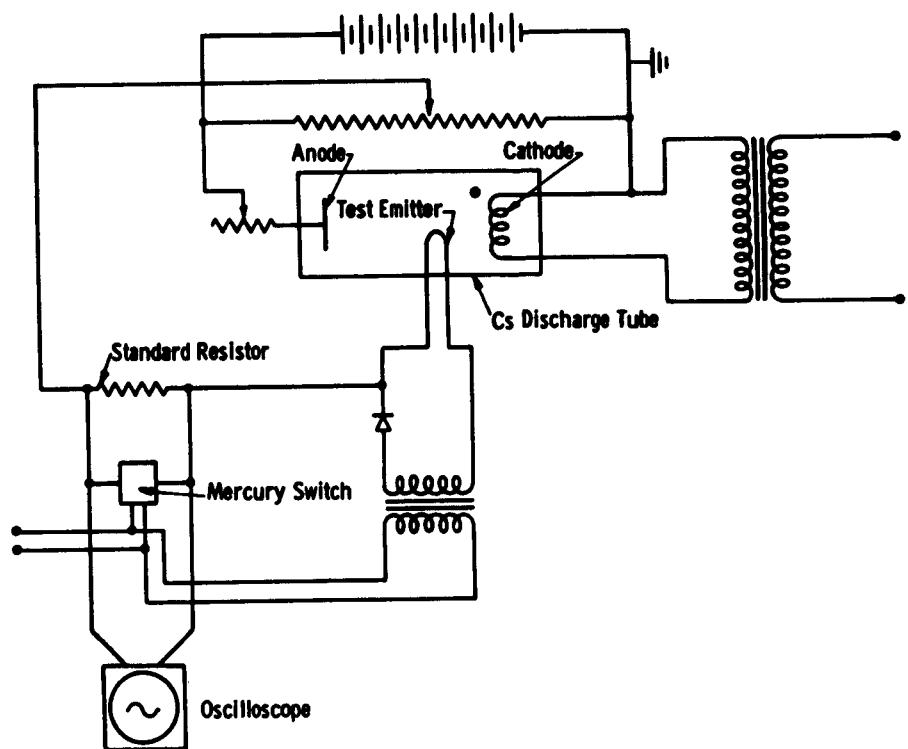 Anode
Cathode
Test Emitter
Cs Discharge Tube
Standard Resistor
Mercury Switch
Oscilloscope